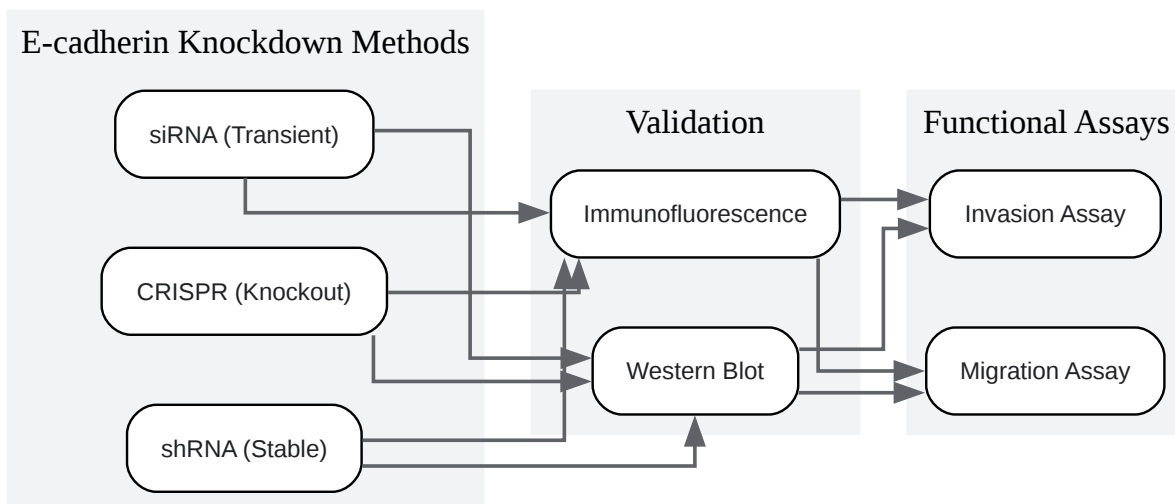 E-cadherin Knockdown Methods
siRNA (Transient)
CRISPR (Knockout)
shRNA (Stable)
Validation
Immunofluorescence
Western Blot
Functional Assays
Invasion Assay
Migration Assay